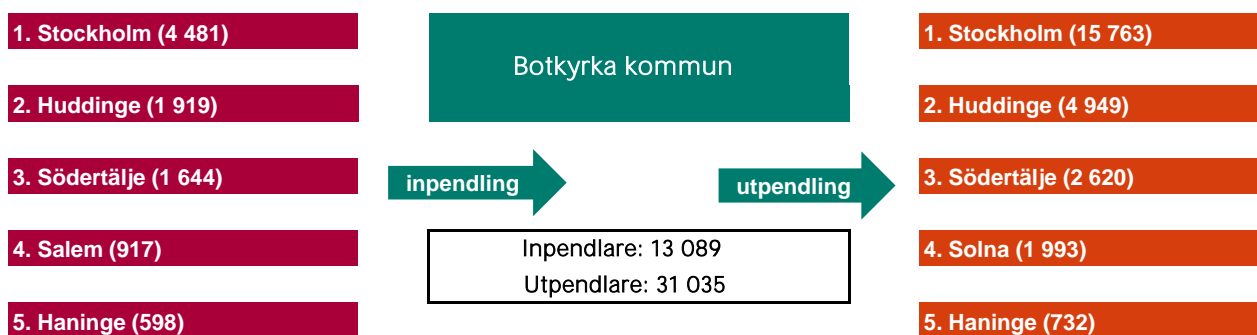 1. Stockholm (4 481)
2. Huddinge (1 919)
3. Södertälje (1 644)
4. Salem (917)
5. Haninge (598)
Botkyrka kommun
inpendling
utpendling
Inpendlare: 13 089
Utpendlare: 31 035
1. Stockholm (15 763)
2. Huddinge (4 949)
3. Södertälje (2 620)
4. Solna (1 993)
5. Haninge (732)